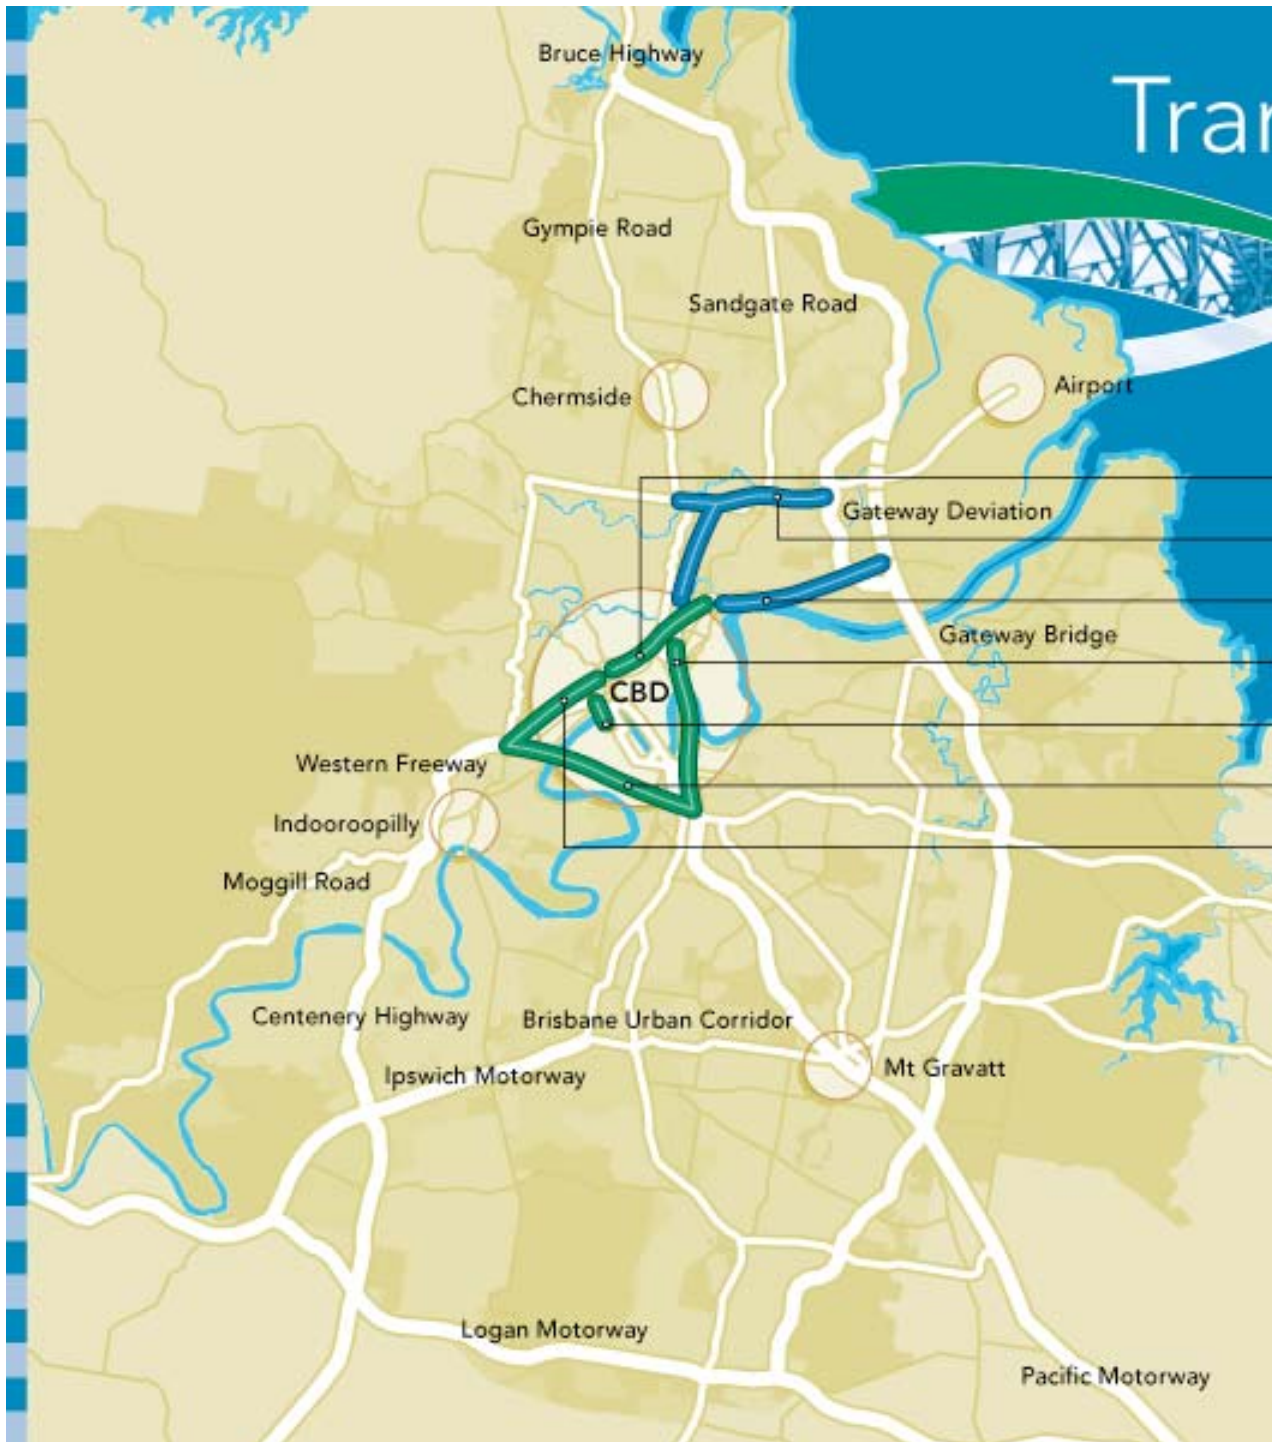 Bruce Highway
Tran
Gympie Road
Sandgate Road
Chermside
Airport
Gateway Deviation
Gateway Bridge
CBD
Western Freeway
Indooroopilly
Moggill Road
Centenery Highway
Brisbane Urban Corridor
Ipswich Motorway
Mt Gravatt
Logan Motorway
Pacific Motorway